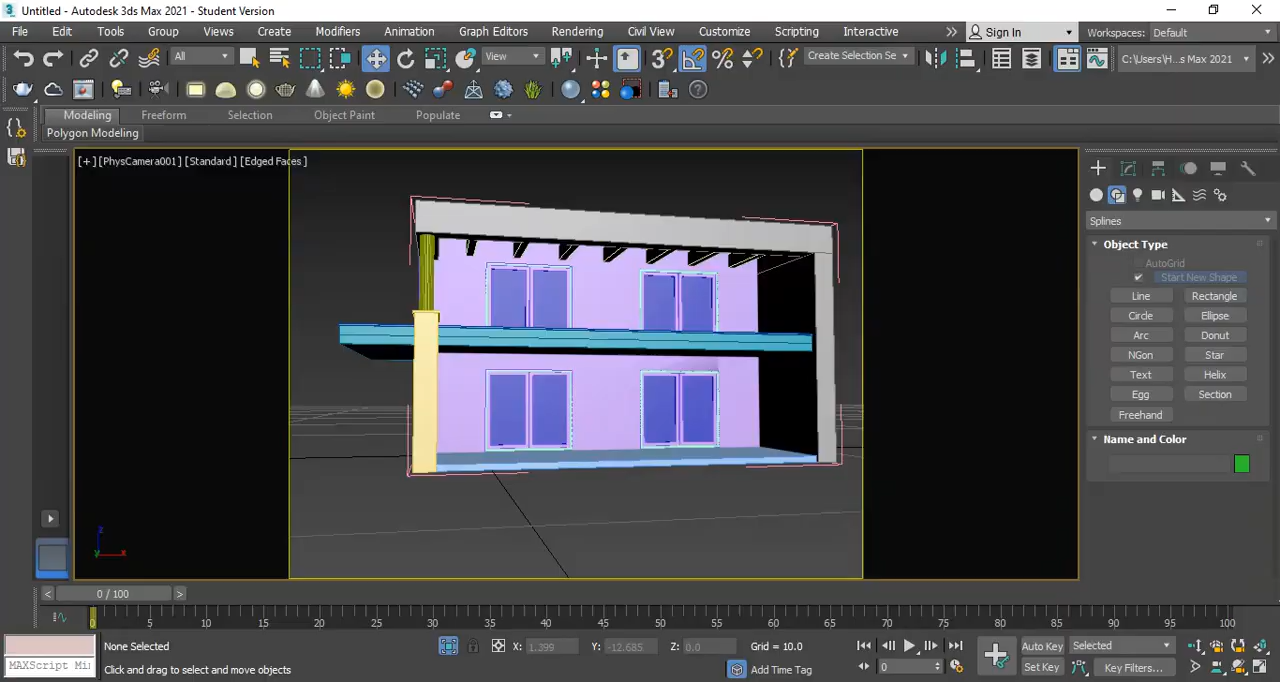 Untitled - Autodesk 3ds Max 2021 - Student Version
File Edit Tools Group Views Create Modifiers Animation Graph Editors Rendering Civil View Customize Scripting Interactive Sign In Workspaces: Default
All View Create Selection Se C:\Users\H...s Max 2021
Modeling Freeform Selection Object Paint Populate
Polygon Modeling
[+][PhysCamera001][Standard][Edged Faces]
Splines
Object Type
AutoGrid
Start New Shape
Line Rectangle
Circle Ellipse
Arc Donut
NGon Star
Text Helix
Egg Section
Freehand
Name and Color
z
y x
0 / 100
0 5 10 15 20 25 30 35 40 45 50 55 60 65 70 75 80 85 90 95 100
None Selected X: 1.399 Y: -12.685 Z: 0.0 Grid = 10.0 Auto Key Selected
MAXScript Mi: Click and drag to select and move objects Add Time Tag 0 Set Key Key Filters...